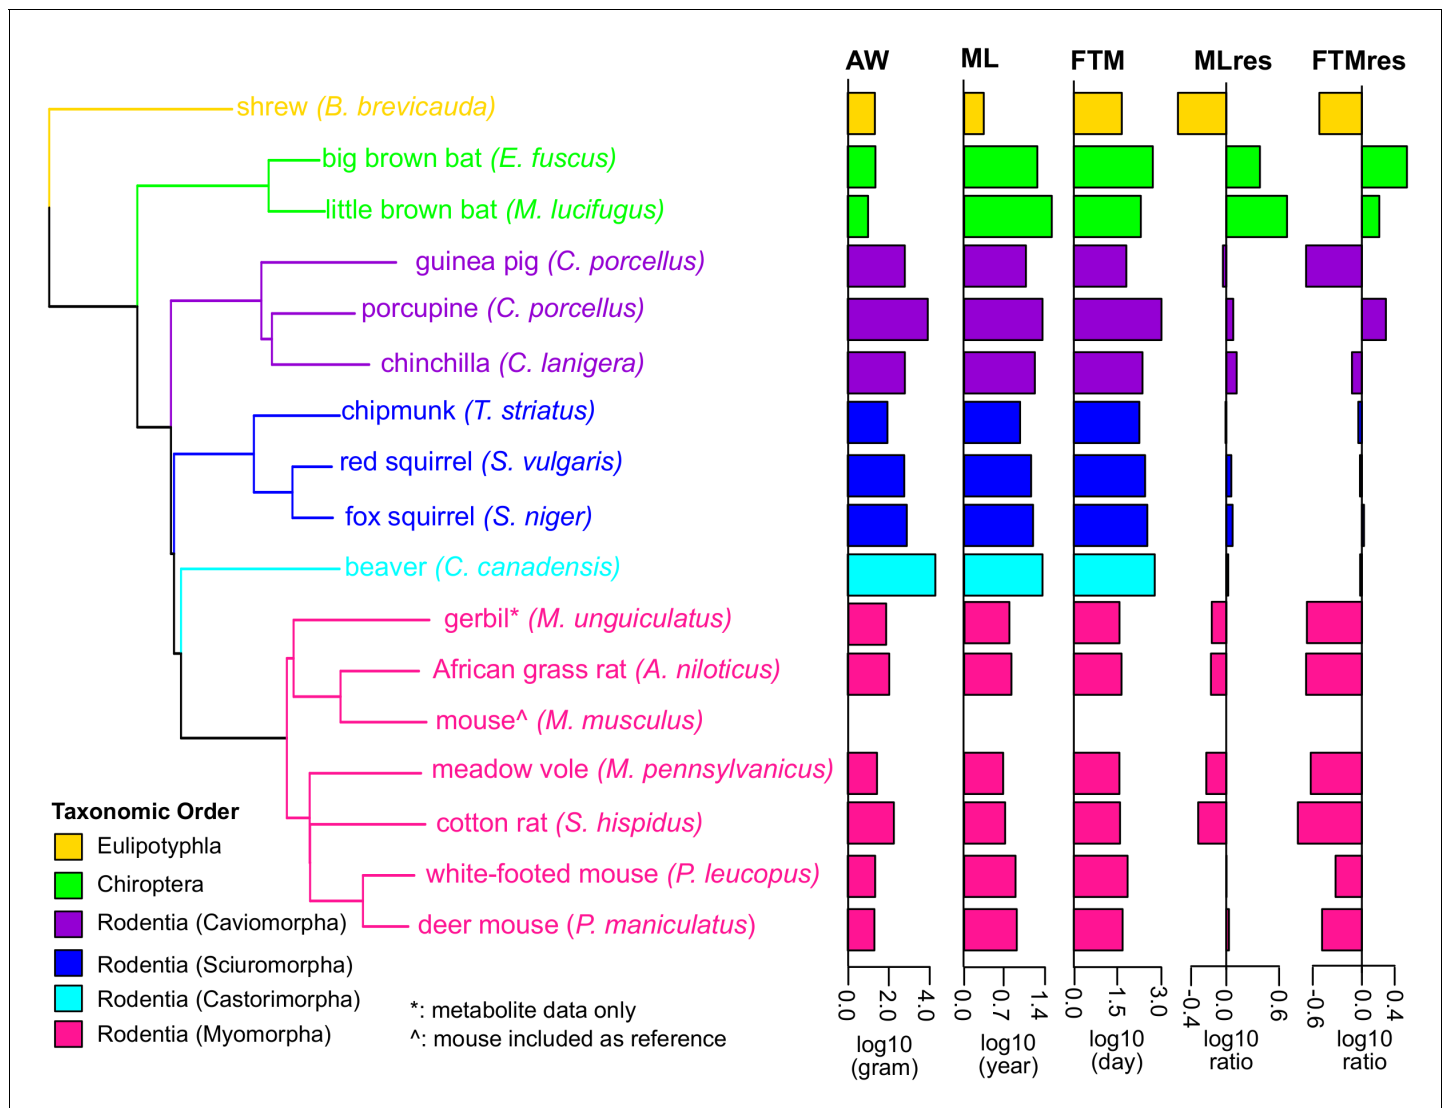 AW ML FTM MLres FTMres
shrew (B. brevicauda)
big brown bat (E. fuscus)
little brown bat (M. lucifugus)
guinea pig (C. porcellus)
porcupine (C. porcellus)
chinchilla (C. lanigera)
chipmunk (T. striatus)
red squirrel (S. vulgaris)
fox squirrel (S. niger)
beaver (C. canadensis)
gerbil* (M. unguiculatus)
African grass rat (A. niloticus)
mouse^ (M. musculus)
meadow vole (M. pennsylvanicus)
cotton rat (S. hispidus)
white-footed mouse (P. leucopus)
deer mouse (P. maniculatus)
Taxonomic Order
Eulipotyphla
Chiroptera
Rodentia (Caviomorpha)
Rodentia (Sciuromorpha)
Rodentia (Castorimorpha)
Rodentia (Myomorpha)
*: metabolite data only
^: mouse included as reference
0.0 2.0 4.0
log10
(gram)
0.0 0.7 1.4
log10
(year)
0.0 1.5 3.0
log10
(day)
-0.4 0.0 0.6
log10
ratio
-0.6 0.0 0.4
log10
ratio